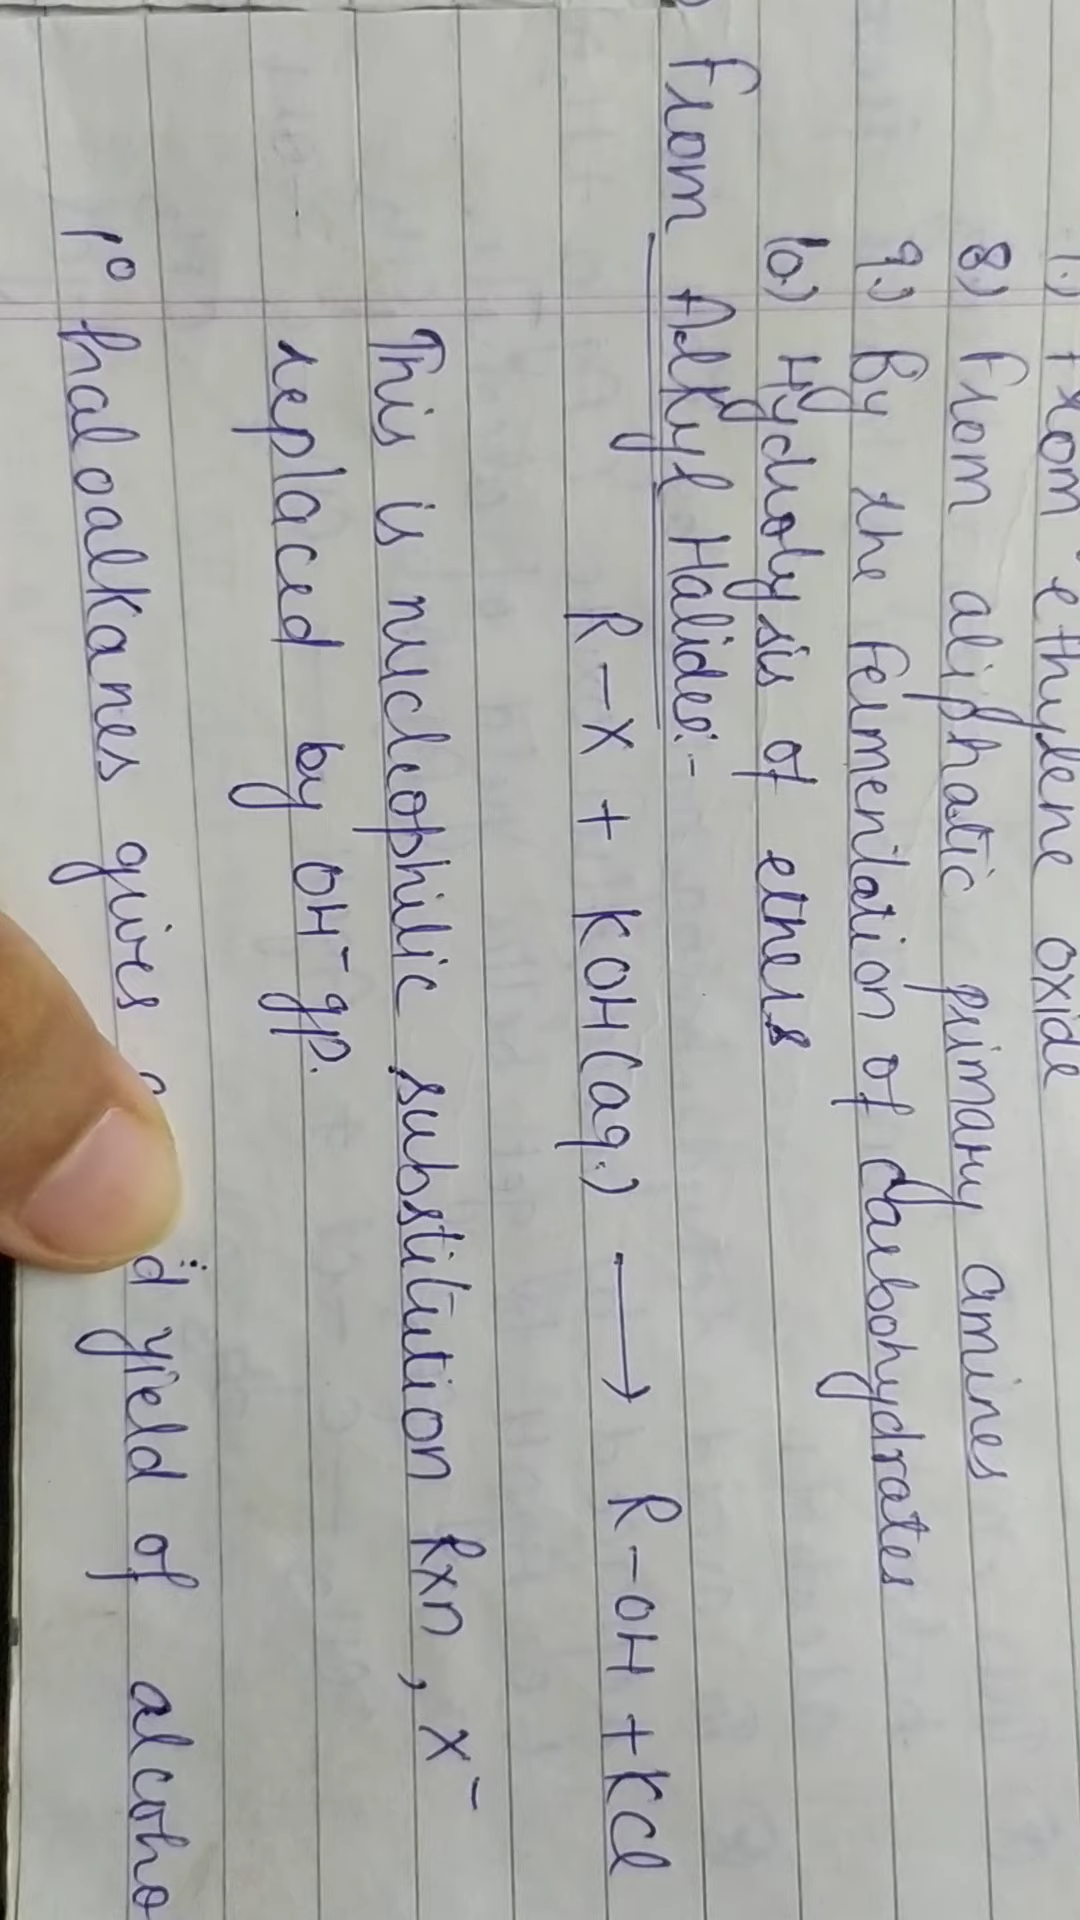 7.) From ethylene oxide
8.) From aliphatic primary amines
9.) By the fermentation of Carbohydrates
10.) Hydrolysis of ethers
From Alkyl Halides:-
R-X + KOH(aq.) ⟶ R-OH + KCl
This is nucleophilic substitution Rxn, X⁻
replaced by OH⁻ gp.
1° haloalkanes gives yield of alcoho